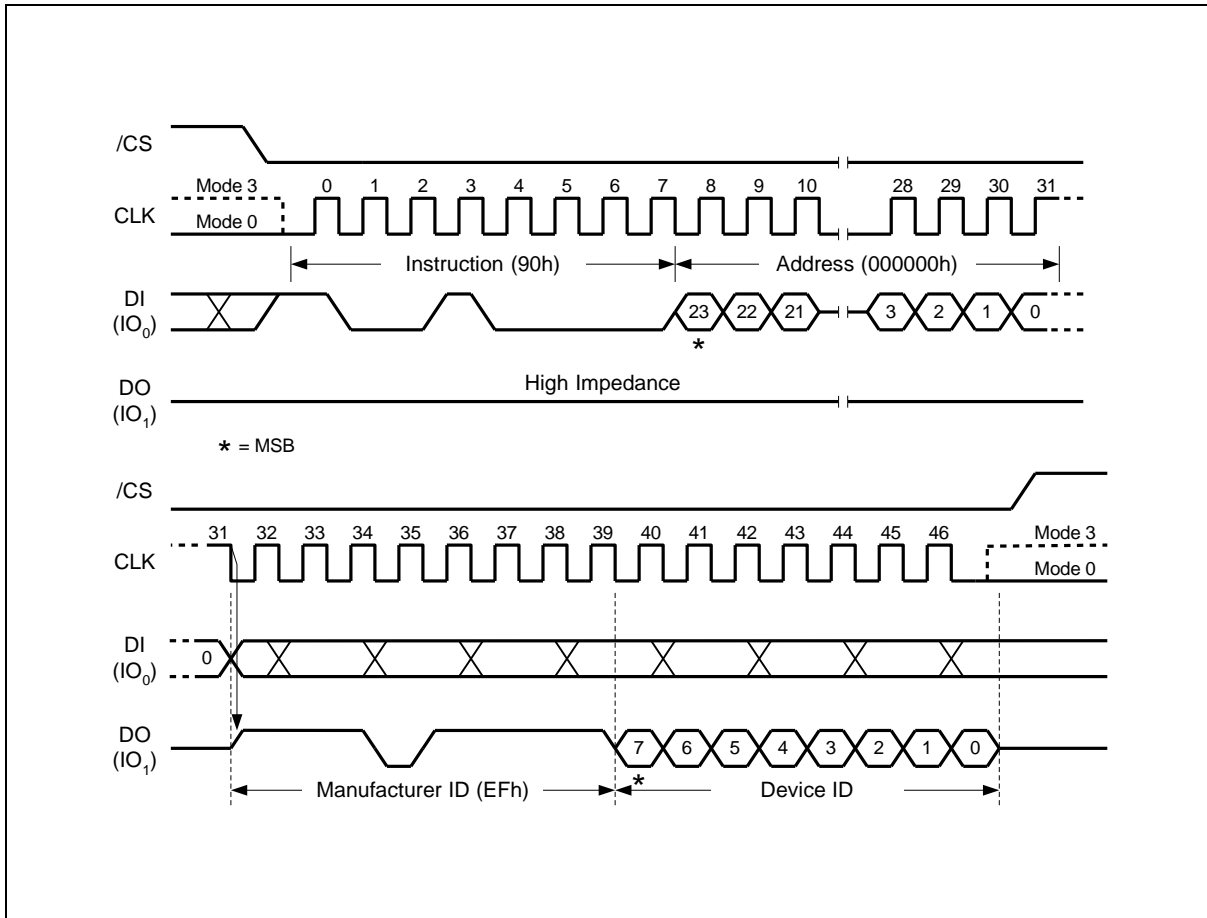 /CS
Mode 3 0 1 2 3 4 5 6 7 8 9 10 28 29 30 31
CLK
Mode 0
Instruction (90h) Address (000000h)
DI
(IO0) 23 22 21 3 2 1 0
*
High Impedance
DO
(IO1)
* = MSB
/CS
31 32 33 34 35 36 37 38 39 40 41 42 43 44 45 46 Mode 3
CLK
Mode 0
DI
(IO0) 0
DO
(IO1) 7 6 5 4 3 2 1 0
*
Manufacturer ID (EFh) Device ID